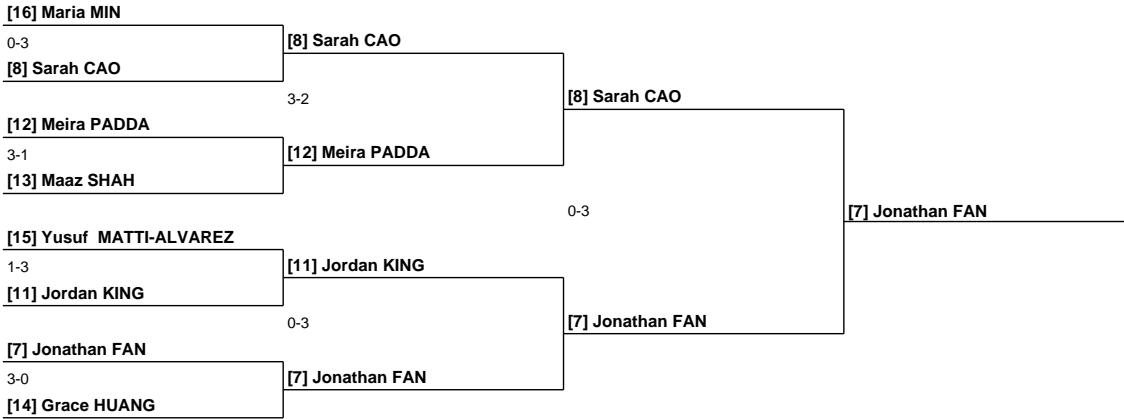 [16] Maria MIN
0-3
[8] Sarah CAO
[8] Sarah CAO
3-2
[8] Sarah CAO
[12] Meira PADDA
3-1
[12] Meira PADDA
[13] Maaz SHAH
0-3
[7] Jonathan FAN
[15] Yusuf  MATTI-ALVAREZ
1-3
[11] Jordan KING
[11] Jordan KING
0-3
[7] Jonathan FAN
[7] Jonathan FAN
3-0
[7] Jonathan FAN
[14] Grace HUANG